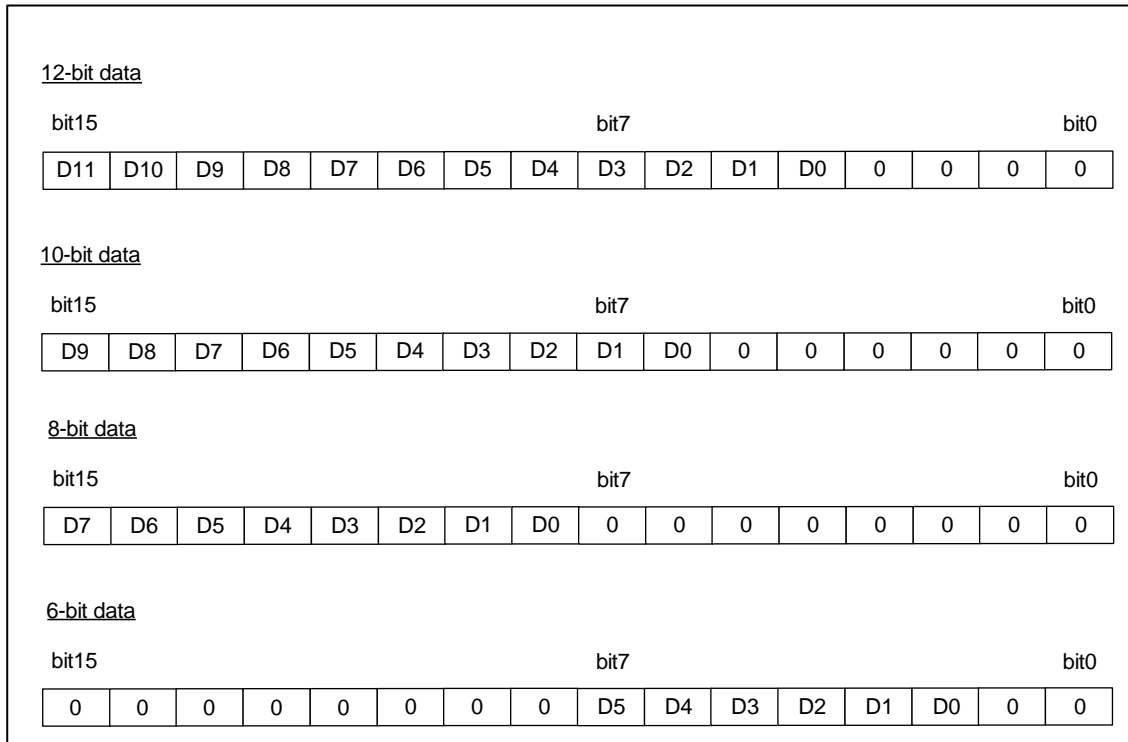 12-bit data
bit15 bit7 bit0
D11 D10 D9 D8 D7 D6 D5 D4 D3 D2 D1 D0 0 0 0 0
10-bit data
bit15 bit7 bit0
D9 D8 D7 D6 D5 D4 D3 D2 D1 D0 0 0 0 0 0 0
8-bit data
bit15 bit7 bit0
D7 D6 D5 D4 D3 D2 D1 D0 0 0 0 0 0 0 0 0
6-bit data
bit15 bit7 bit0
0 0 0 0 0 0 0 0 D5 D4 D3 D2 D1 D0 0 0